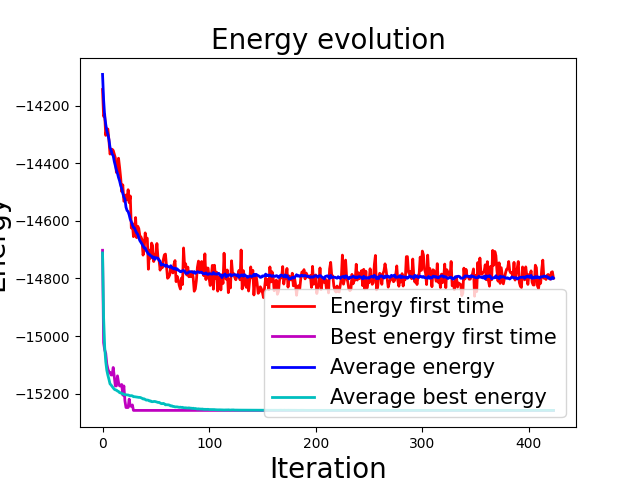 Energy evolution
Energy
−14200
−14400
−14600
−14800
−15000
−15200
Energy first time
Best energy first time
Average energy
Average best energy
0
100
200
300
400
Iteration